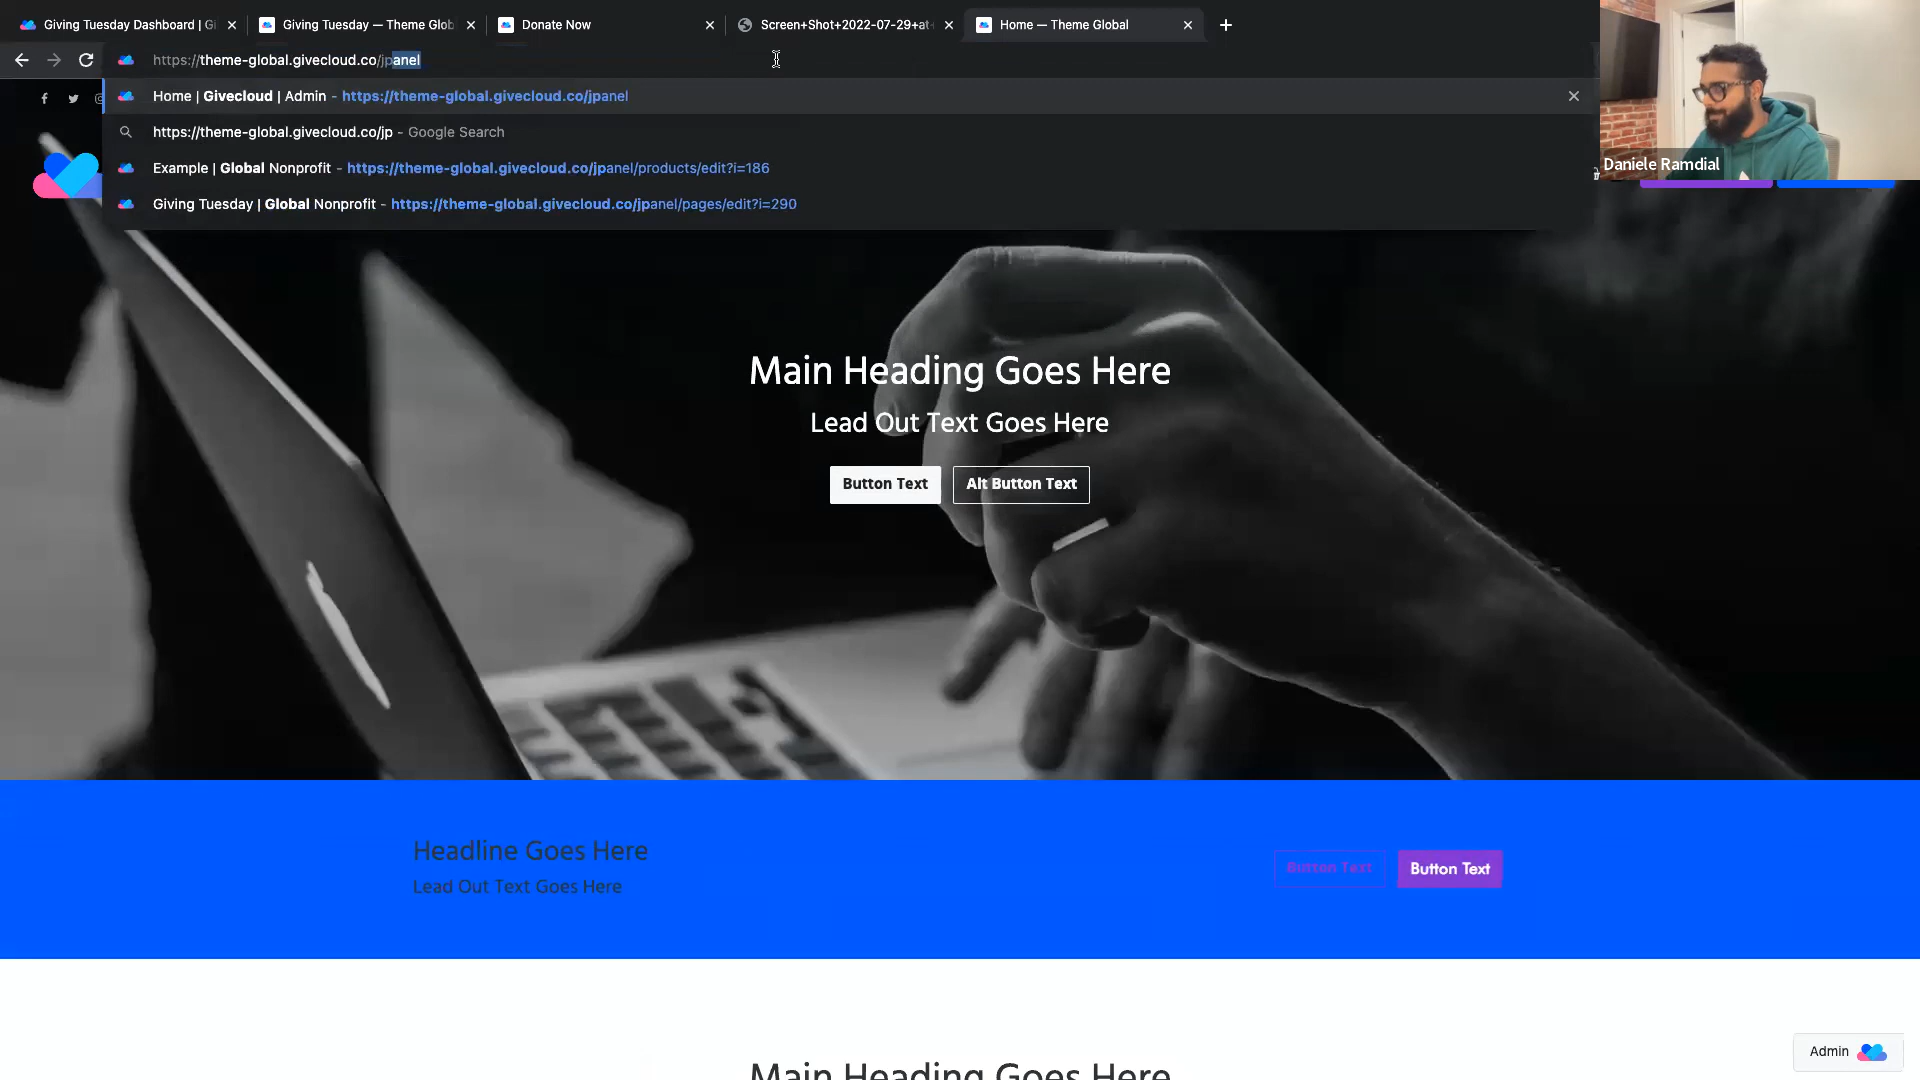 Giving Tuesday Dashboard | Gi
Giving Tuesday — Theme Glob
Donate Now
Screen+Shot+2022-07-29+at
Home — Theme Global
https://theme-global.givecloud.co/jpanel
Home | Givecloud | Admin - https://theme-global.givecloud.co/jpanel
https://theme-global.givecloud.co/jp - Google Search
Example | Global Nonprofit - https://theme-global.givecloud.co/jpanel/products/edit?i=186
Giving Tuesday | Global Nonprofit - https://theme-global.givecloud.co/jpanel/pages/edit?i=290
Daniele Ramdial
Main Heading Goes Here
Lead Out Text Goes Here
Button Text
Alt Button Text
Headline Goes Here
Lead Out Text Goes Here
Button Text
Button Text
Main Heading Goes Here
Admin